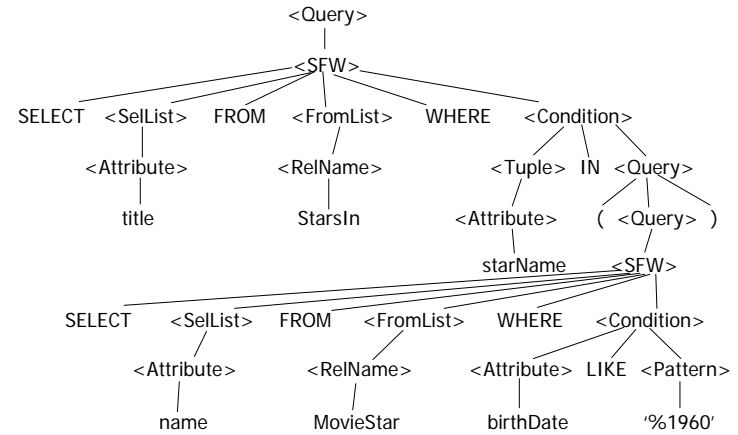 <Query>
<SFW>
SELECT <SelList> FROM <FromList> WHERE <Condition>
<Attribute> <RelName> <Tuple> IN <Query>
title StarsIn <Attribute> ( <Query> )
starName <SFW>
SELECT <SelList> FROM <FromList> WHERE <Condition>
<Attribute> <RelName> <Attribute> LIKE <Pattern>
name MovieStar birthDate '%1960'